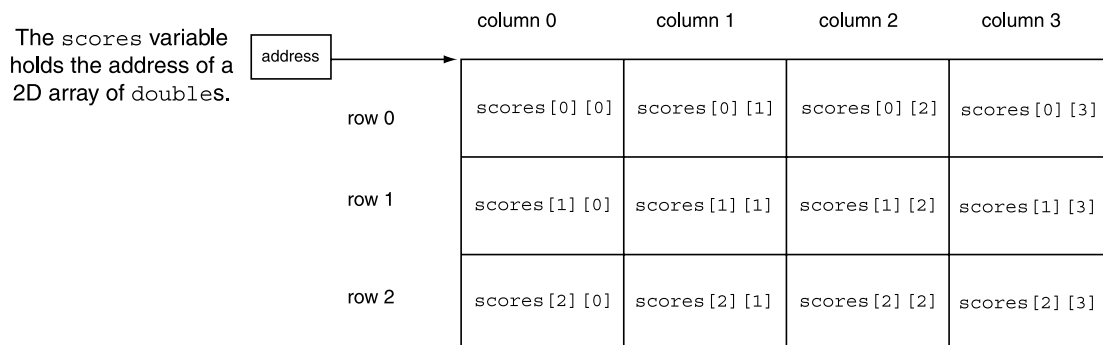 The scores variable
holds the address of a
2D array of doubles.
address
column 0 column 1 column 2 column 3
row 0 scores[0][0] scores[0][1] scores[0][2] scores[0][3]
row 1 scores[1][0] scores[1][1] scores[1][2] scores[1][3]
row 2 scores[2][0] scores[2][1] scores[2][2] scores[2][3]